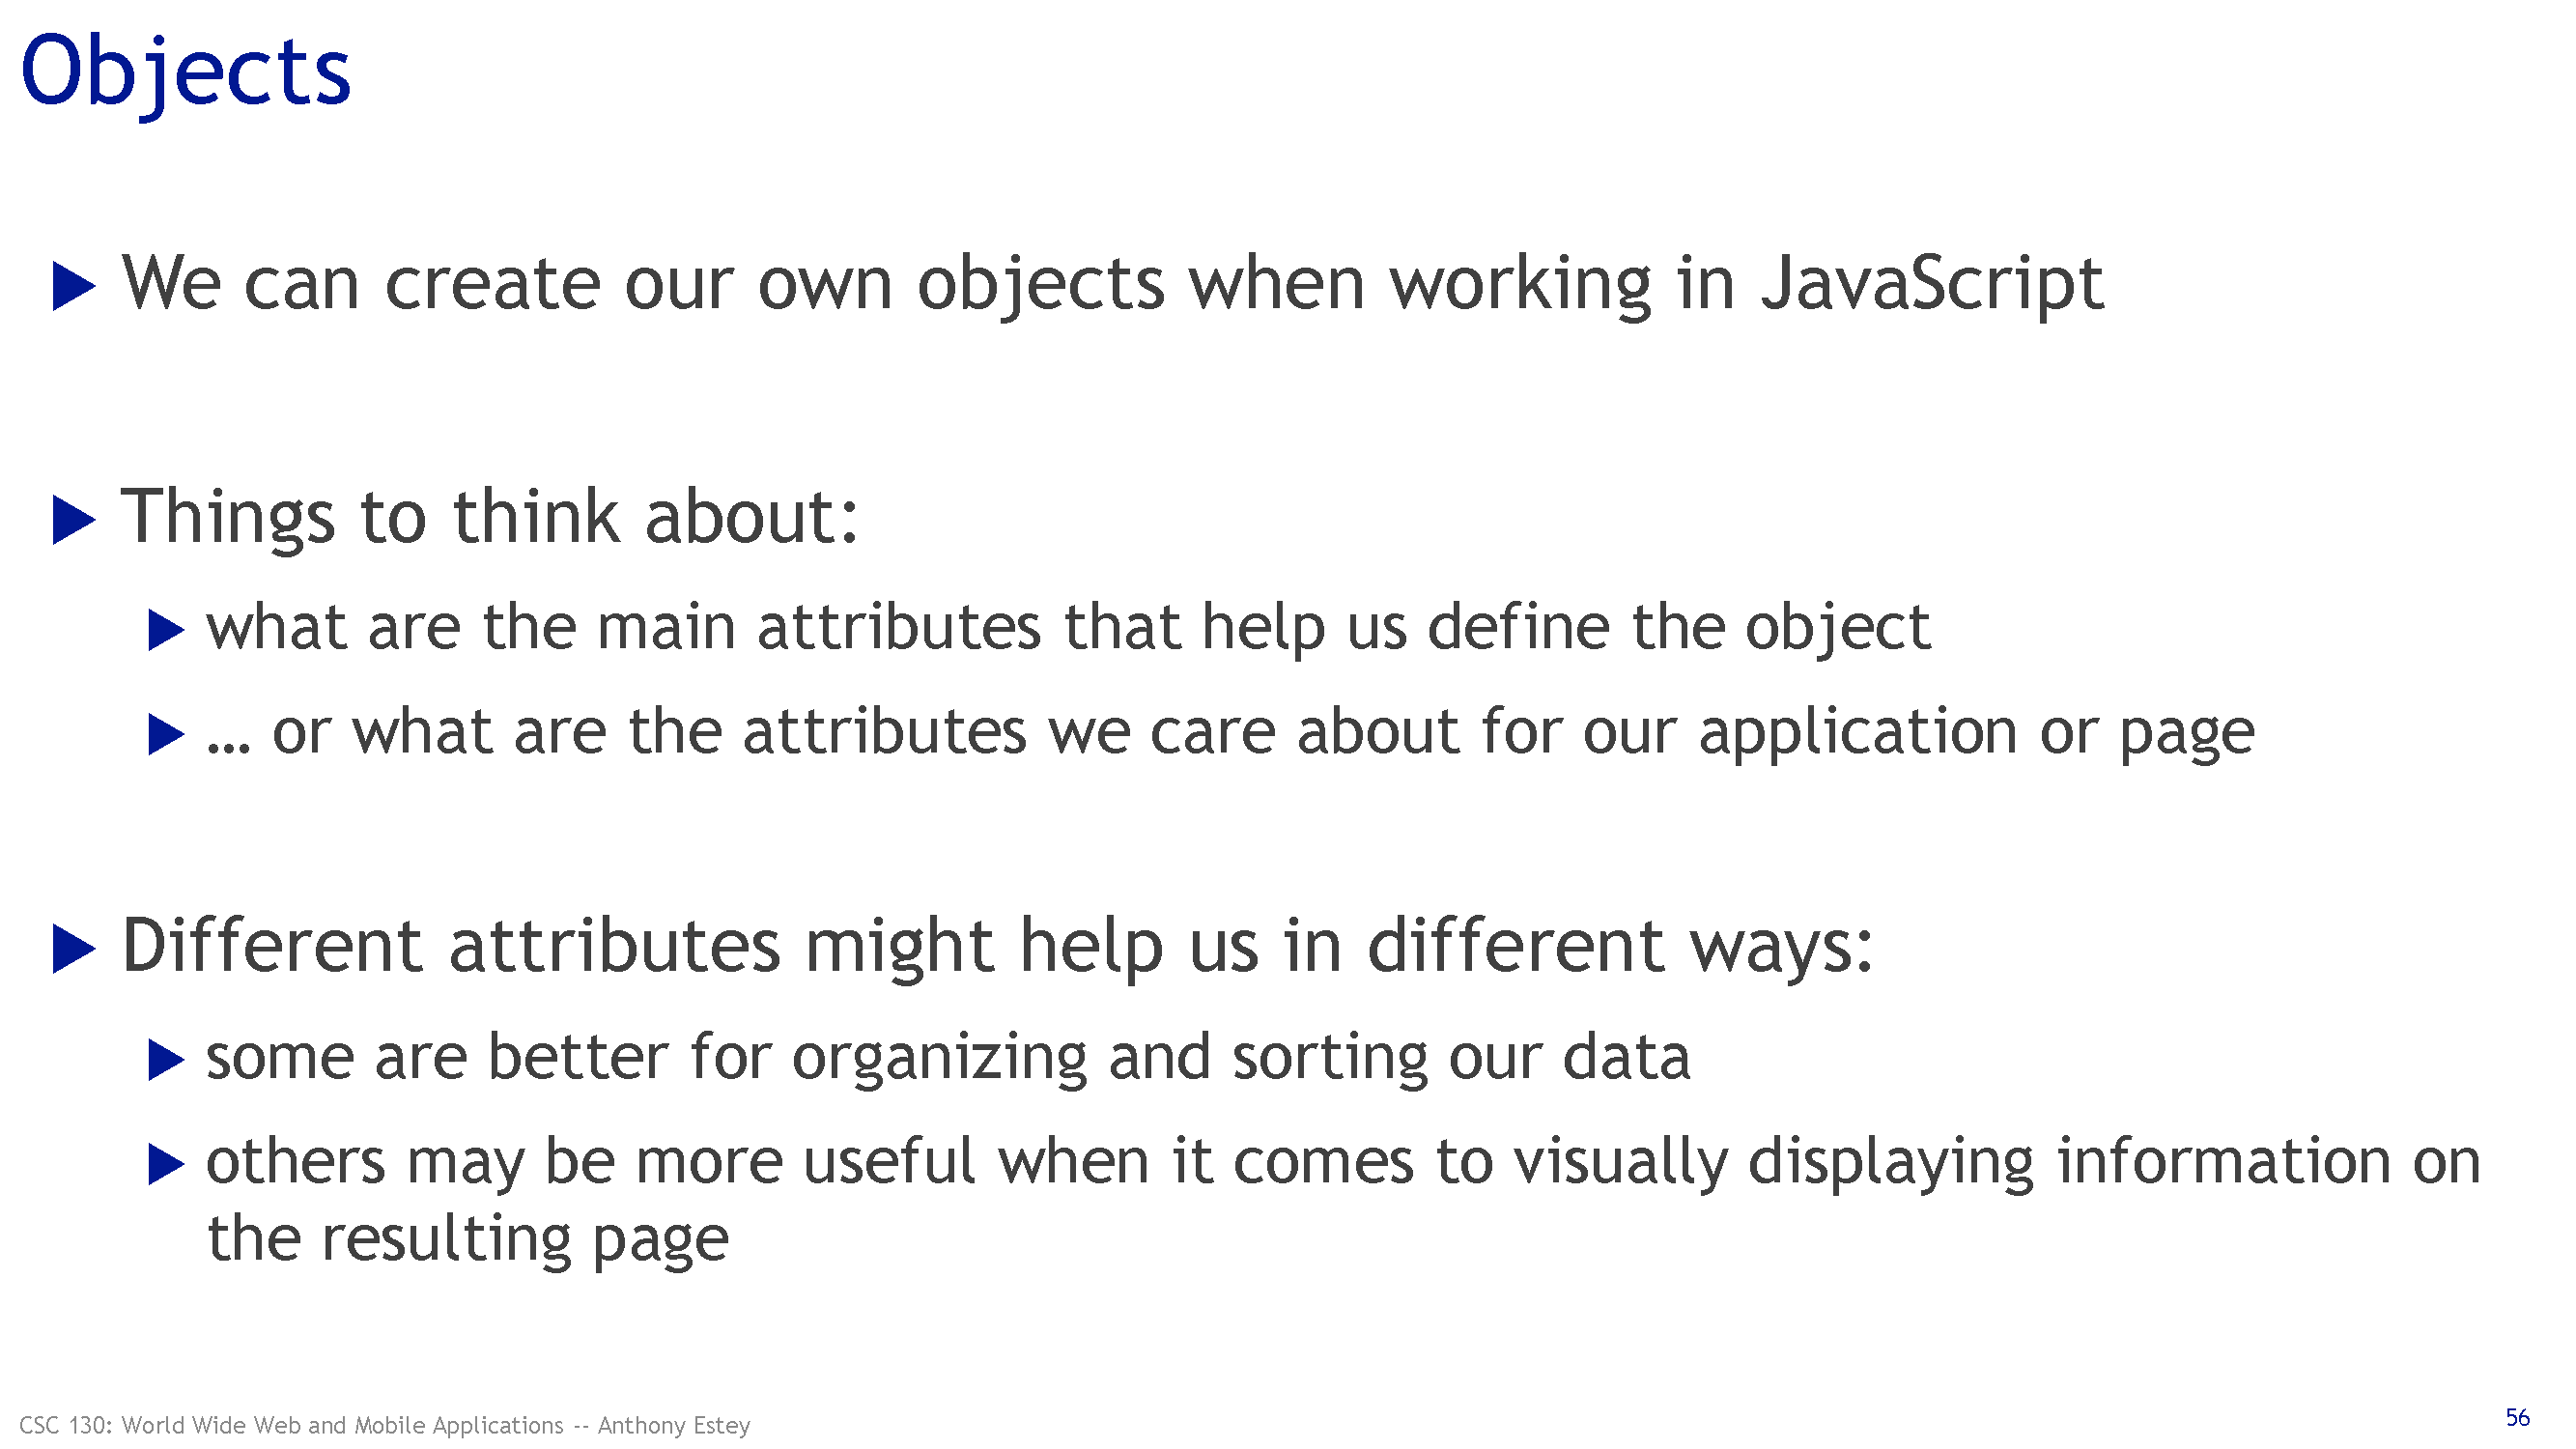 Objects
▶ We can create our own objects when working in JavaScript
▶ Things to think about:
▶ what are the main attributes that help us define the object
▶ … or what are the attributes we care about for our application or page
▶ Different attributes might help us in different ways:
▶ some are better for organizing and sorting our data
▶ others may be more useful when it comes to visually displaying information on
the resulting page
CSC 130: World Wide Web and Mobile Applications -- Anthony Estey
56